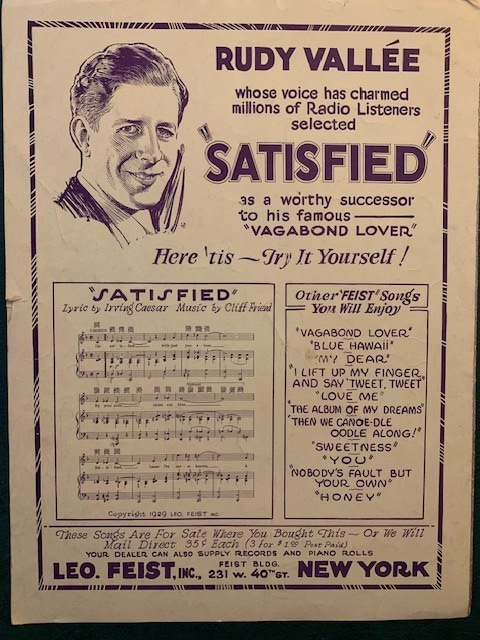 RUDY VALLÉE
whose voice has charmed
millions of Radio Listeners
selected
"SATISFIED"
as a worthy successor
to his famous
"VAGABOND LOVER"
Here 'tis ~ Try It Yourself!
"SATISFIED"
Lyric by Irving Caesar Music by Cliff Friend
CHORUS
Copyright 1929 LEO. FEIST INC.
Other "FEIST" Songs
You Will Enjoy
"VAGABOND LOVER"
"BLUE HAWAII"
"MY DEAR"
"I LIFT UP MY FINGER
AND SAY 'TWEET, TWEET'
"LOVE ME"
"THE ALBUM OF MY DREAMS"
"THEN WE CANOE-DLE
OODLE ALONG!"
"SWEETNESS"
"YOU"
"NOBODY'S FAULT BUT
YOUR OWN"
"HONEY"
These Songs Are For Sale Where You Bought This ~ Or We Will
Mail Direct 35¢ Each (3 for $1.00 Post Paid)
YOUR DEALER CAN ALSO SUPPLY RECORDS AND PIANO ROLLS
LEO. FEIST, INC., FEIST BLDG. 231 W. 40TH ST. NEW YORK